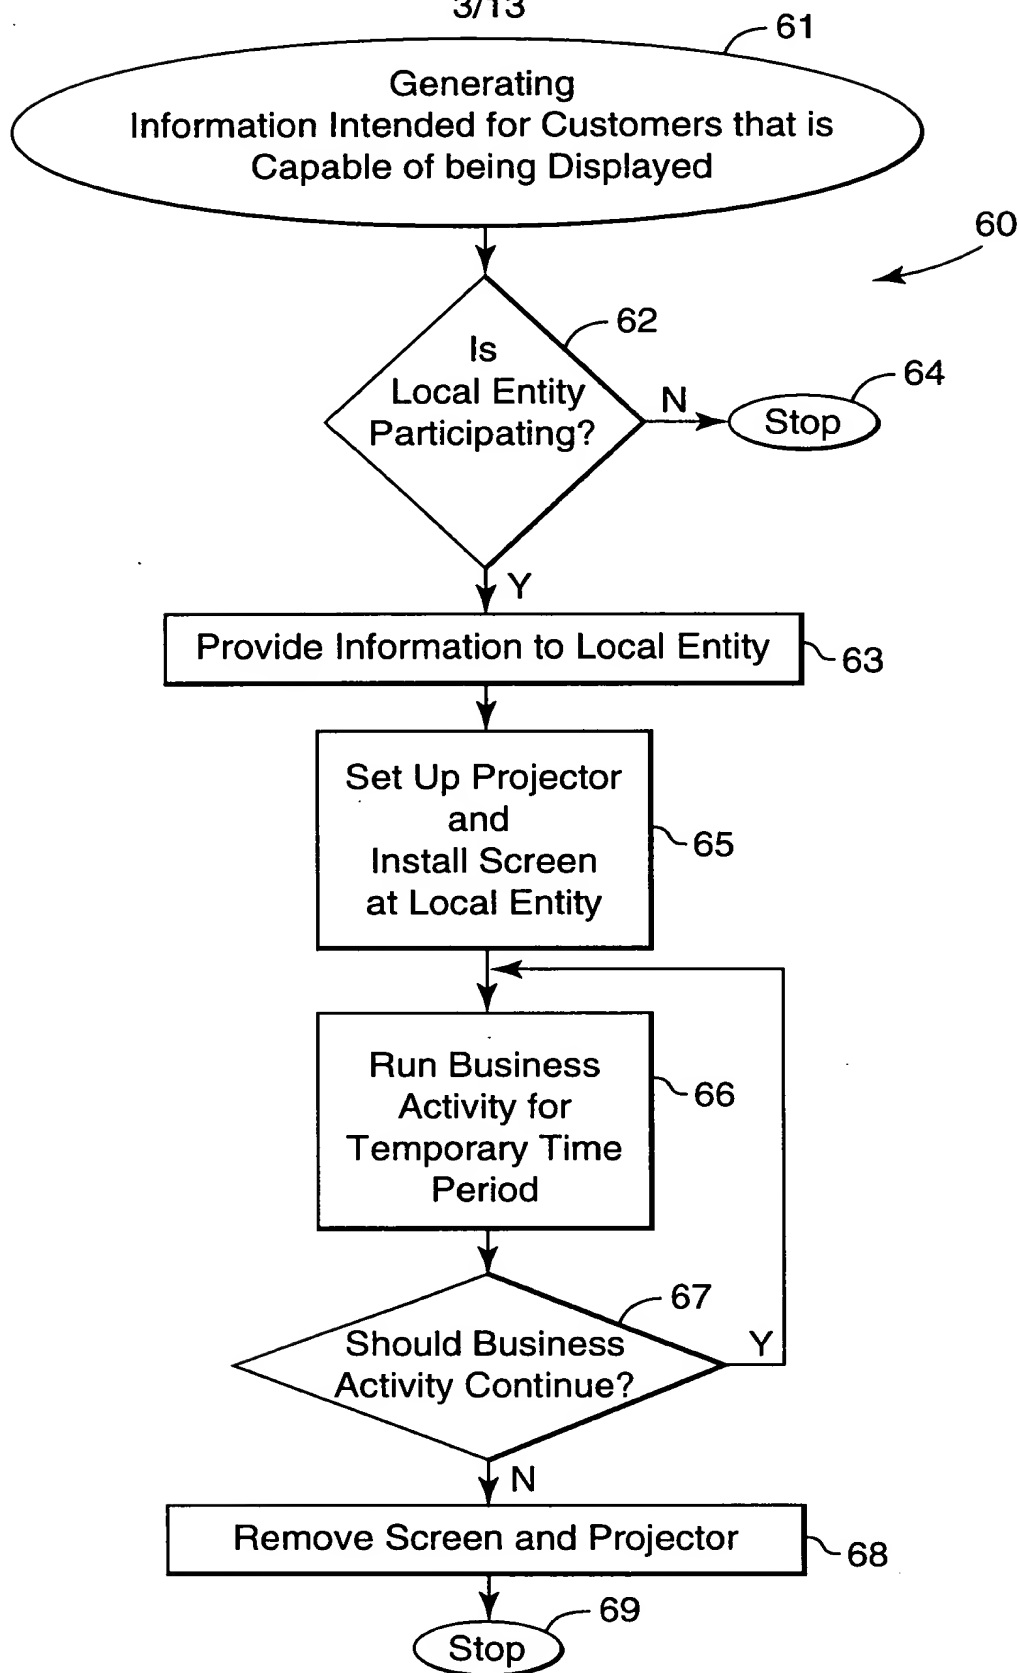 3/13
61
Generating
Information Intended for Customers that is
Capable of being Displayed
60
62
Is
Local Entity
Participating?
N
64
Stop
Y
Provide Information to Local Entity
63
Set Up Projector
and
Install Screen
at Local Entity
65
Run Business
Activity for
Temporary Time
Period
66
67
Should Business
Activity Continue?
Y
N
Remove Screen and Projector
68
69
Stop